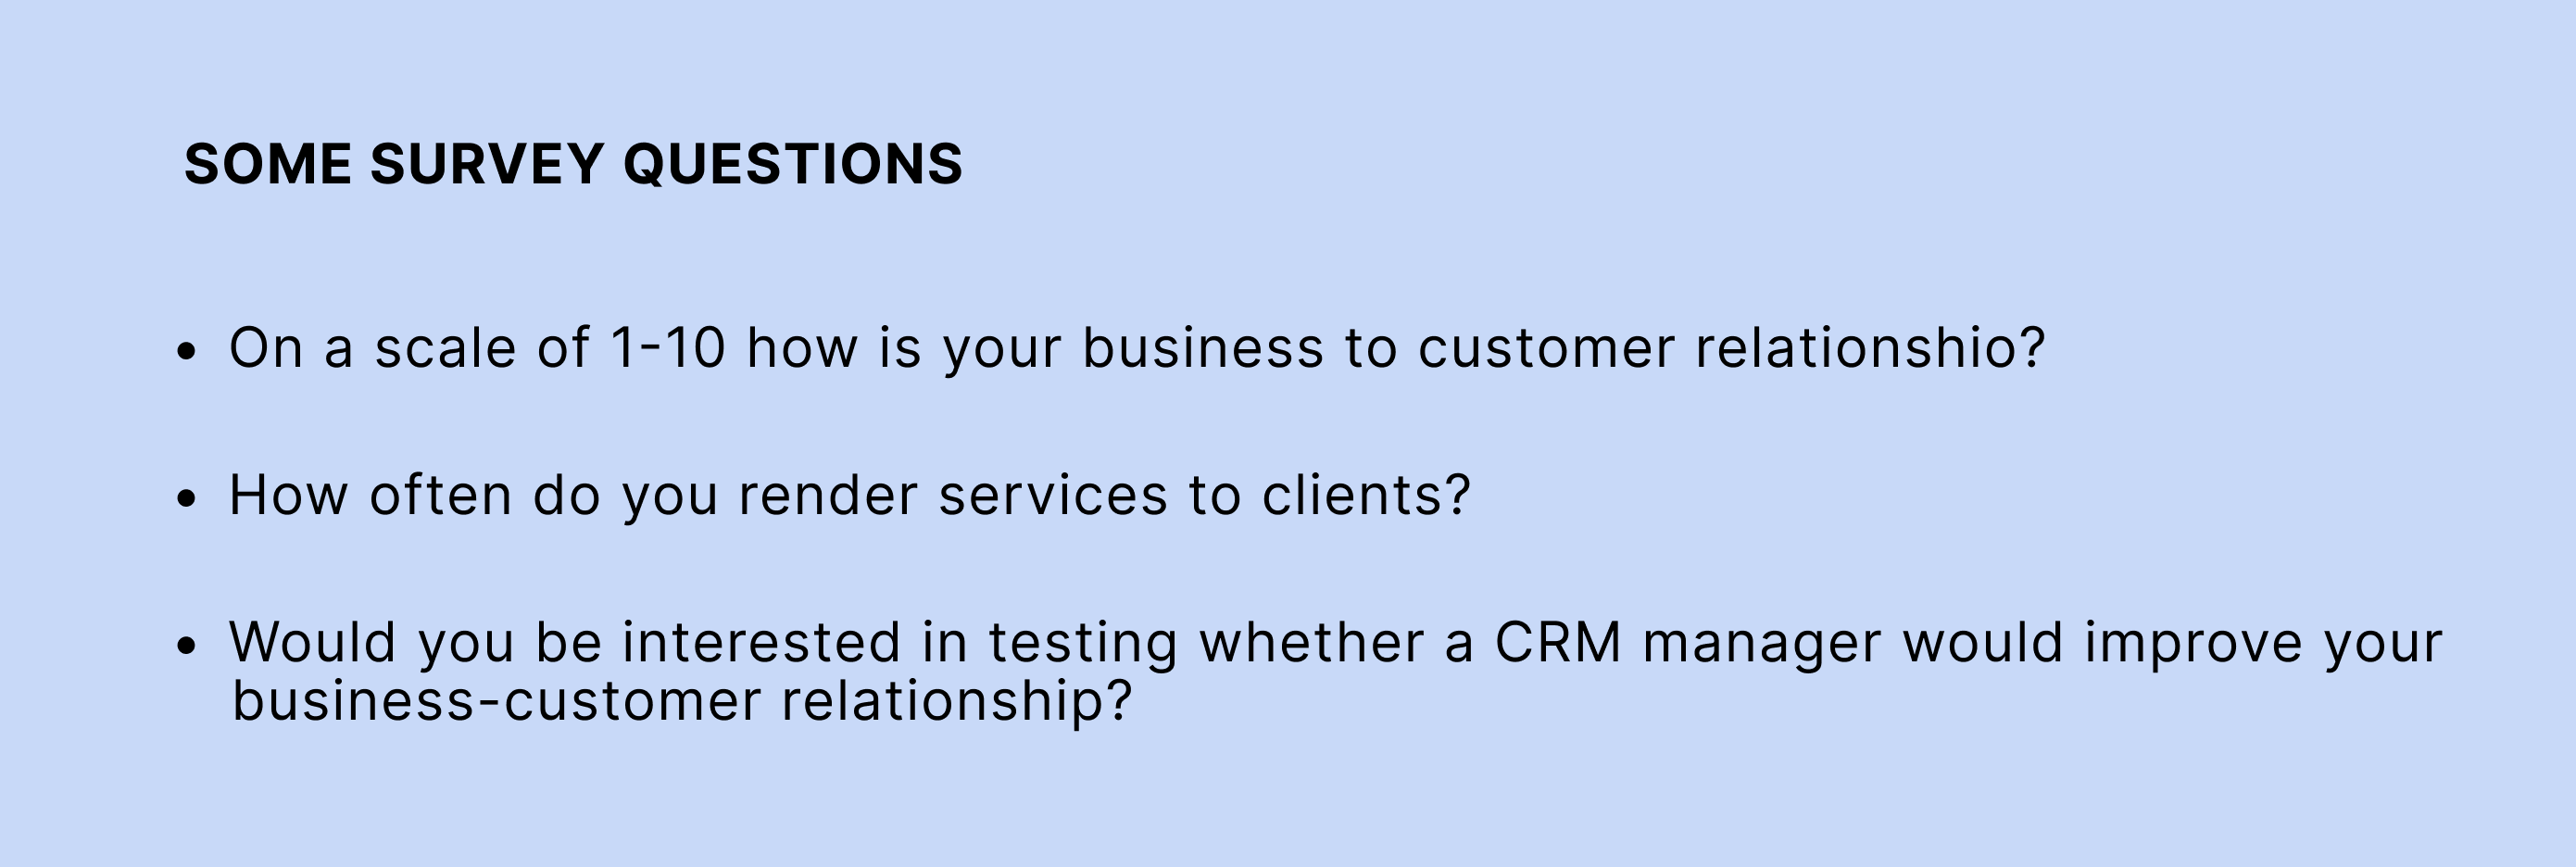 SOME SURVEY QUESTIONS
• On a scale of 1-10 how is your business to customer relationshio?
• How often do you render services to clients?
• Would you be interested in testing whether a CRM manager would improve your
business-customer relationship?